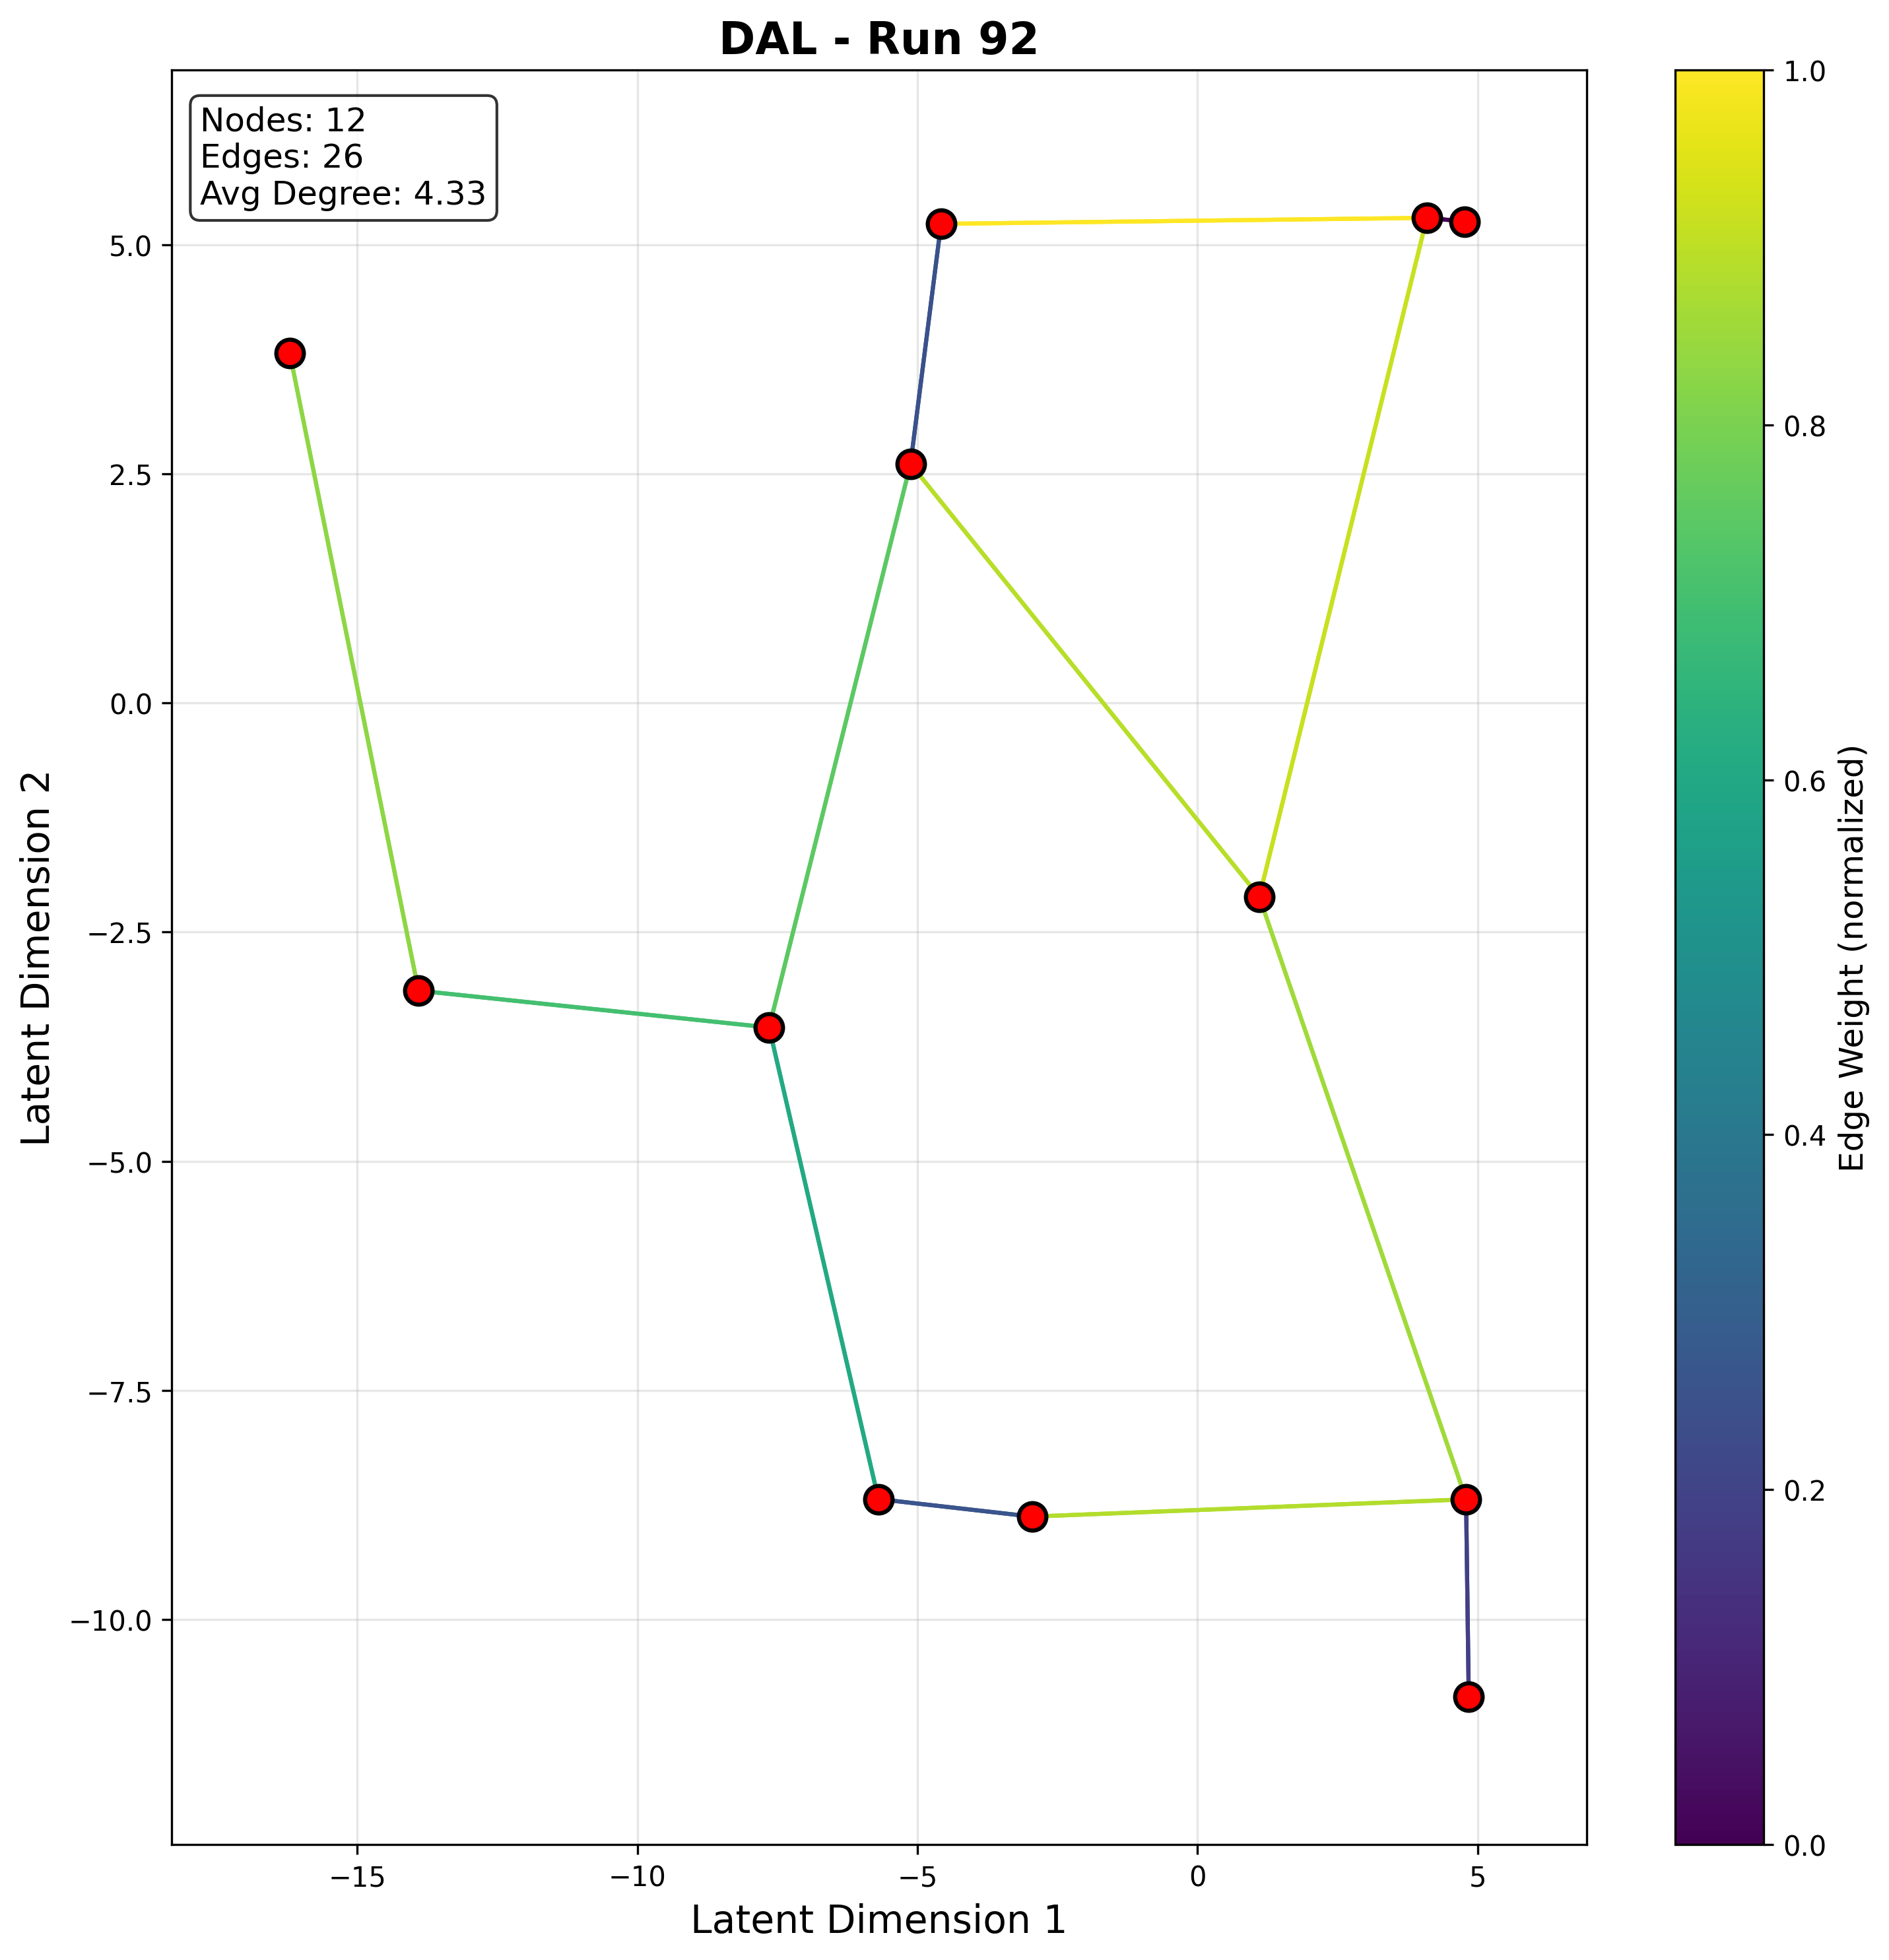 DAL - Run 92
Nodes: 12
Edges: 26
Avg Degree: 4.33
5.0
2.5
0.0
−2.5
−5.0
−7.5
−10.0
Latent Dimension 2
−15
−10
−5
0
5
Latent Dimension 1
1.0
0.8
0.6
0.4
0.2
0.0
Edge Weight (normalized)